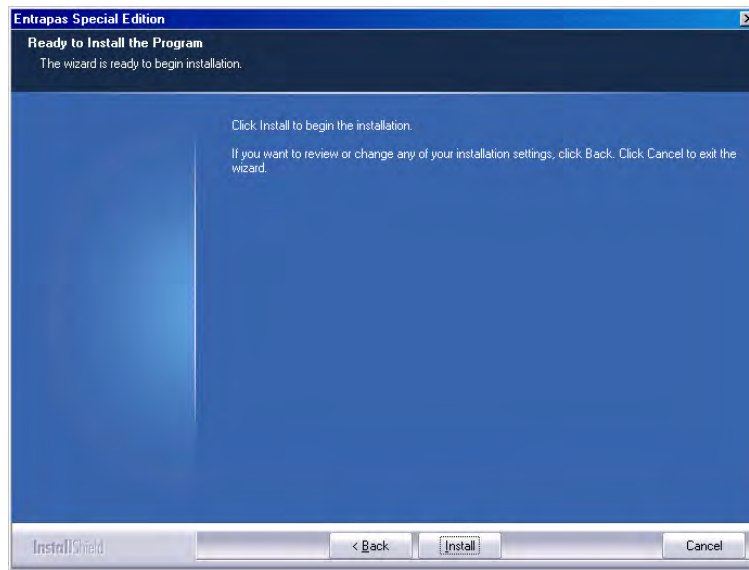 Entrapas Special Edition
Ready to Install the Program
The wizard is ready to begin installation.
Click Install to begin the installation.
If you want to review or change any of your installation settings, click Back. Click Cancel to exit the
wizard.
InstallShield
< Back
Install
Cancel